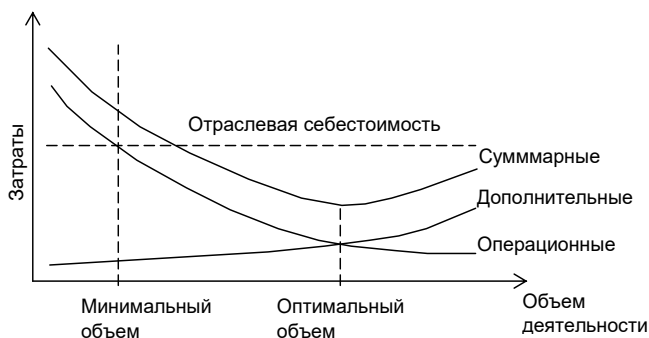 Затраты
Отраслевая себестоимость
Сумммарные
Дополнительные
Операционные
Минимальный
объем
Оптимальный
объем
Объем
деятельности